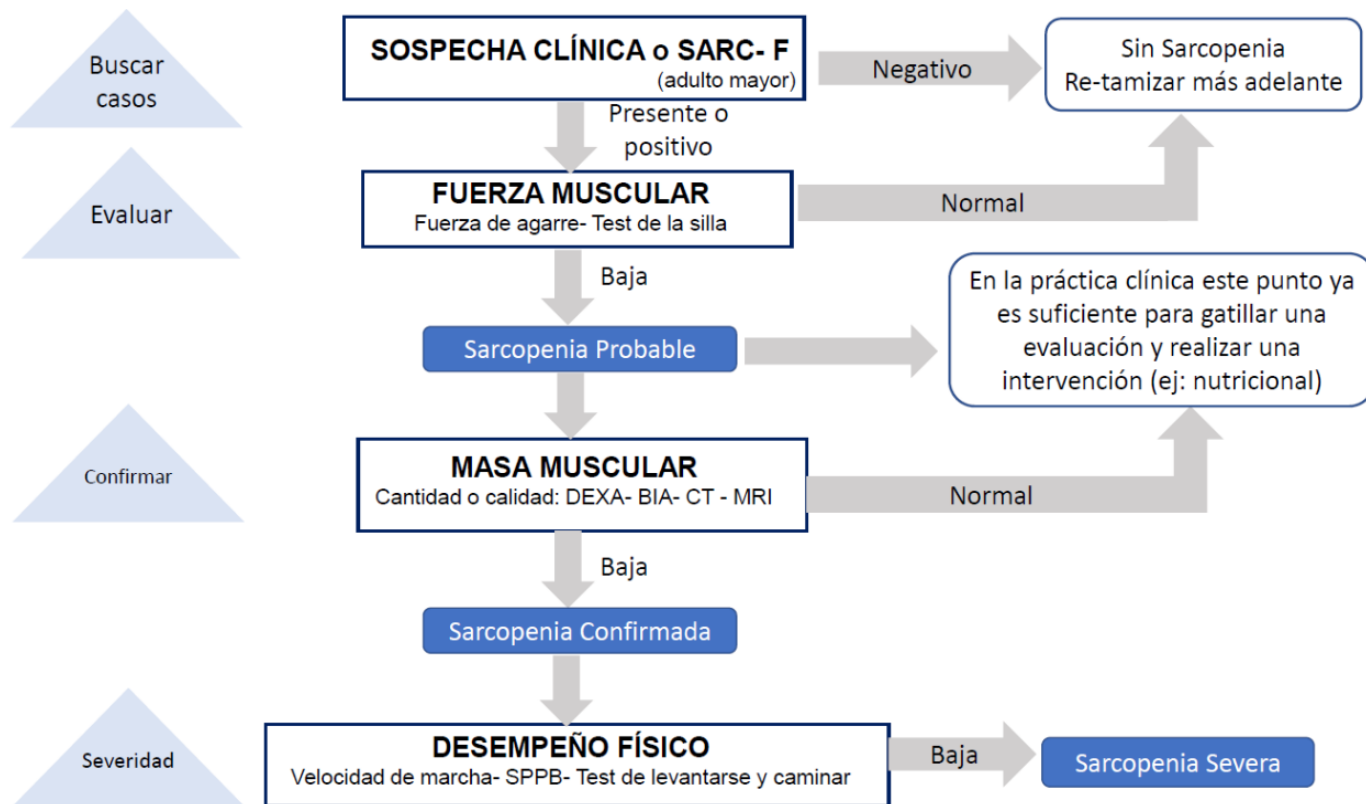 Buscar
casos
SOSPECHA CLÍNICA o SARC- F
(adulto mayor)
Negativo
Sin Sarcopenia
Re-tamizar más adelante
Presente o
positivo
Evaluar
FUERZA MUSCULAR
Fuerza de agarre- Test de la silla
Normal
Baja
Sarcopenia Probable
En la práctica clínica este punto ya
es suficiente para gatillar una
evaluación y realizar una
intervención (ej: nutricional)
Confirmar
MASA MUSCULAR
Cantidad o calidad: DEXA- BIA- CT - MRI
Normal
Baja
Sarcopenia Confirmada
Severidad
DESEMPEÑO FÍSICO
Velocidad de marcha- SPPB- Test de levantarse y caminar
Baja
Sarcopenia Severa